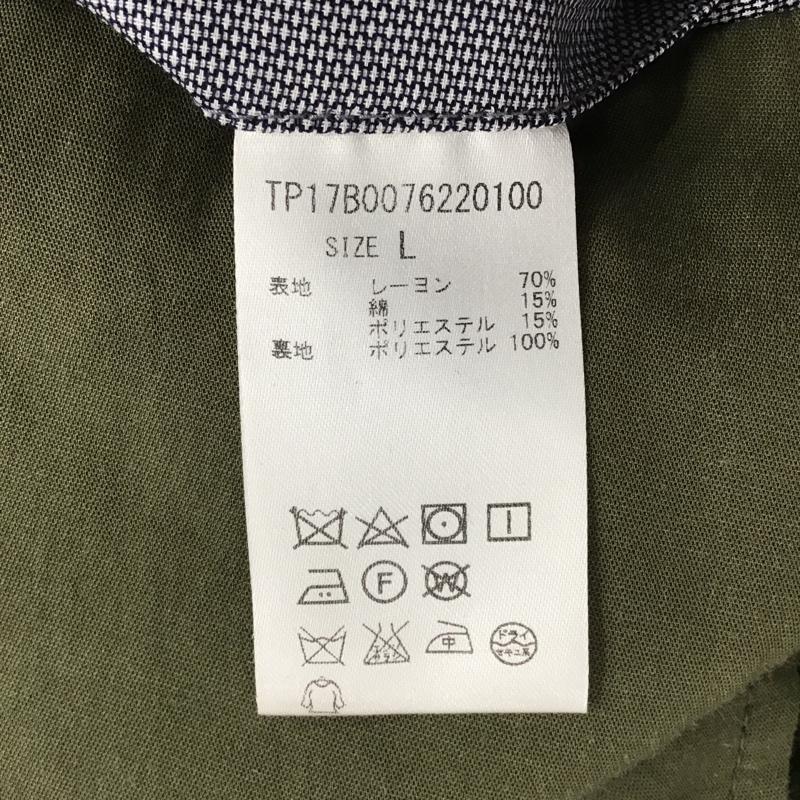 TP17B0076220100
SIZE L
表地 レーヨン 70%
綿 15%
ポリエステル 15%
裏地 ポリエステル 100%
F W
中 ドライ
セキユ系